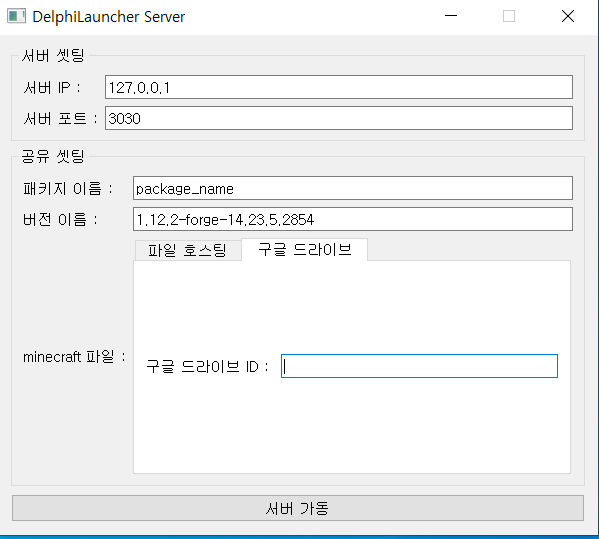 DelphiLauncher Server
서버 셋팅
서버 IP : 127.0.0.1
서버 포트 : 3030
공유 셋팅
패키지 이름 : package_name
버전 이름 : 1.12.2-forge-14.23.5.2854
파일 호스팅 구글 드라이브
minecraft 파일 : 구글 드라이브 ID :
서버 가동